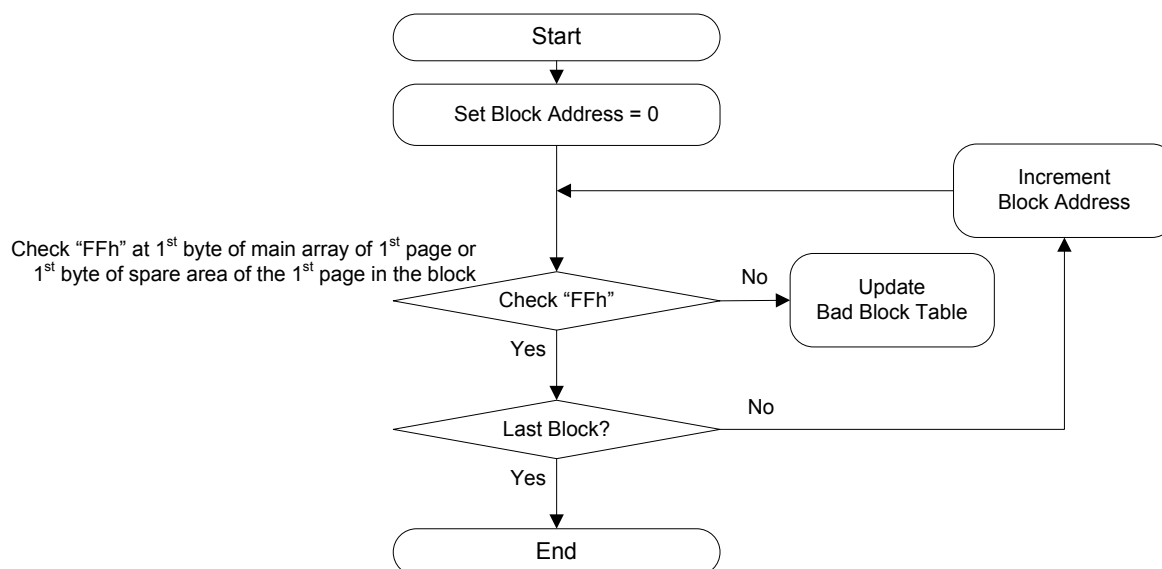 Start
Set Block Address = 0
Increment
Block Address
Check “FFh” at 1st byte of main array of 1st page or
1st byte of spare area of the 1st page in the block
Check “FFh”
No
Update
Bad Block Table
Yes
Last Block?
No
Yes
End